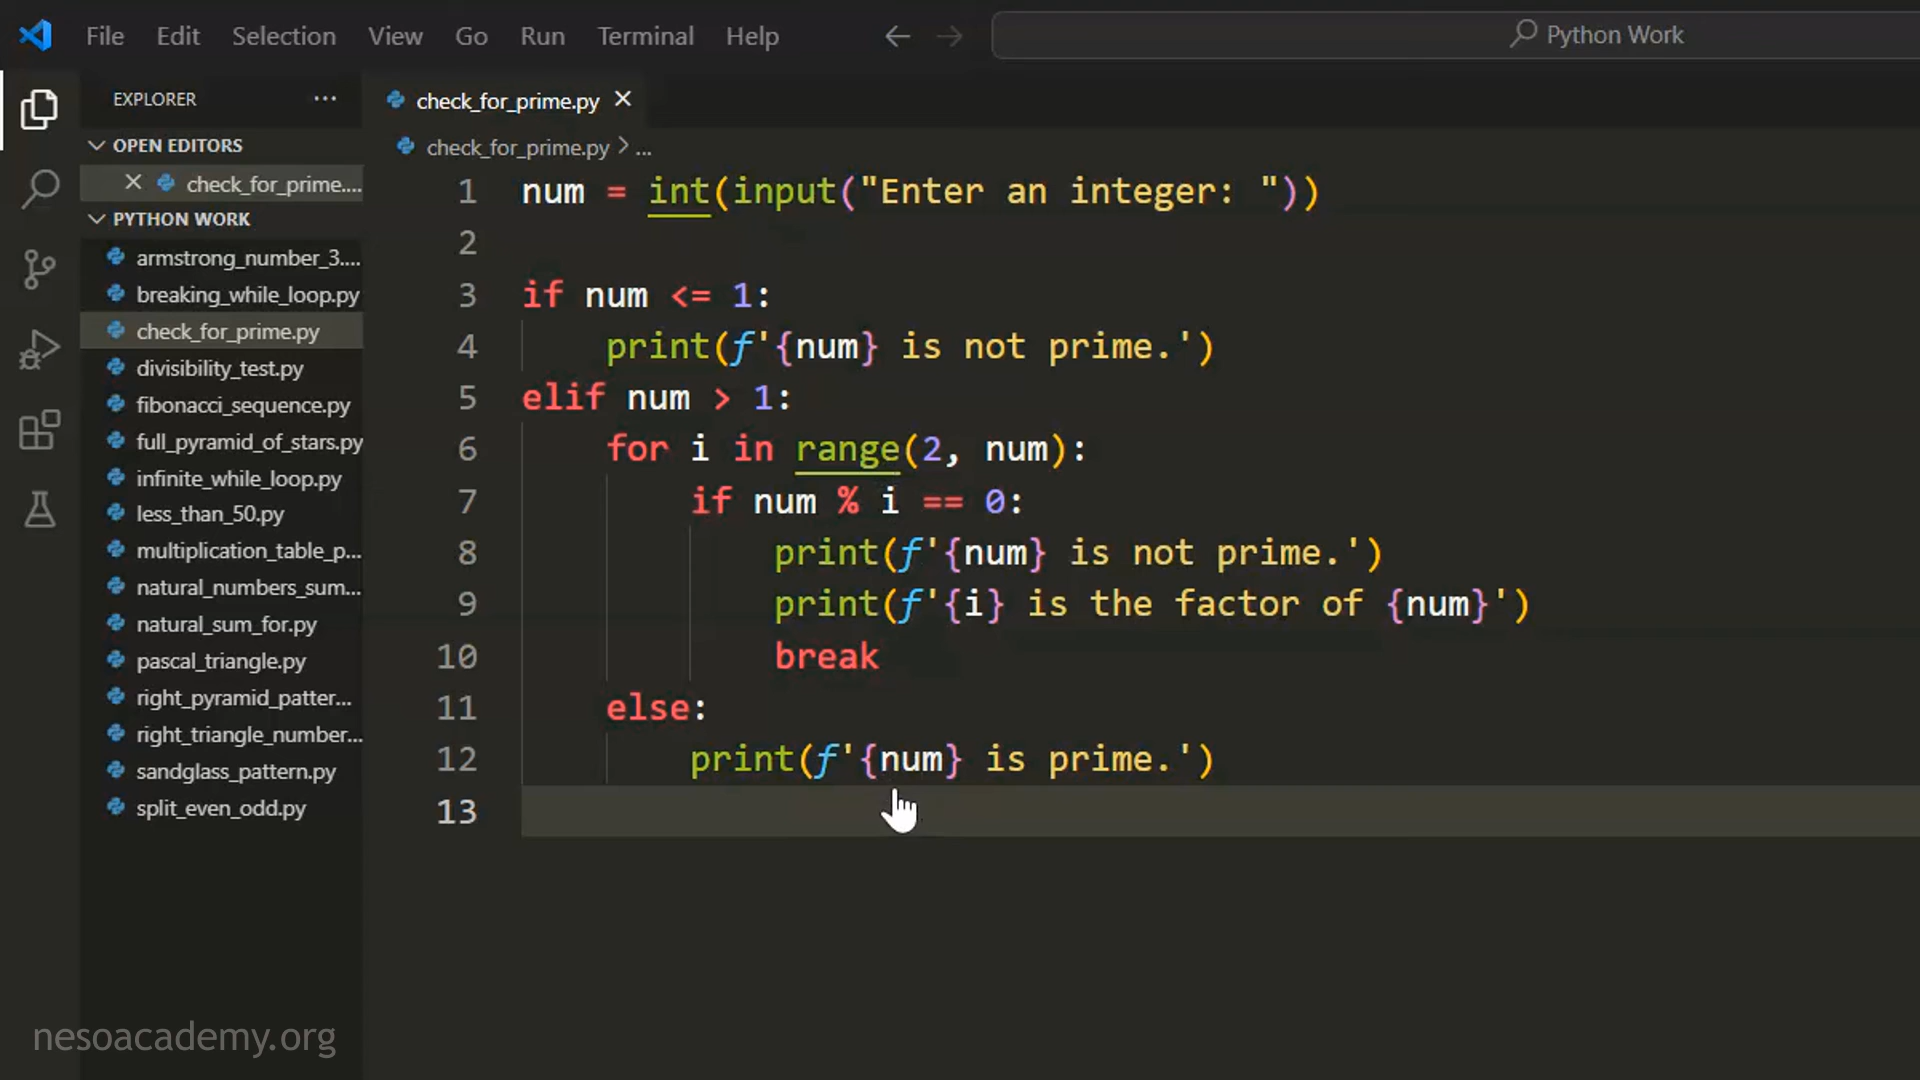 File Edit Selection View Go Run Terminal Help
Python Work
EXPLORER ...
check_for_prime.py
OPEN EDITORS
check_for_prime.py > ...
check_for_prime....
PYTHON WORK
armstrong_number_3....
breaking_while_loop.py
check_for_prime.py
divisibility_test.py
fibonacci_sequence.py
full_pyramid_of_stars.py
infinite_while_loop.py
less_than_50.py
multiplication_table_p...
natural_numbers_sum...
natural_sum_for.py
pascal_triangle.py
right_pyramid_patter...
right_triangle_number...
sandglass_pattern.py
split_even_odd.py
1 num = int(input("Enter an integer: "))
2
3 if num <= 1:
4     print(f'{num} is not prime.')
5 elif num > 1:
6     for i in range(2, num):
7         if num % i == 0:
8             print(f'{num} is not prime.')
9             print(f'{i} is the factor of {num}')
10             break
11     else:
12         print(f'{num} is prime.')
13
nesoacademy.org